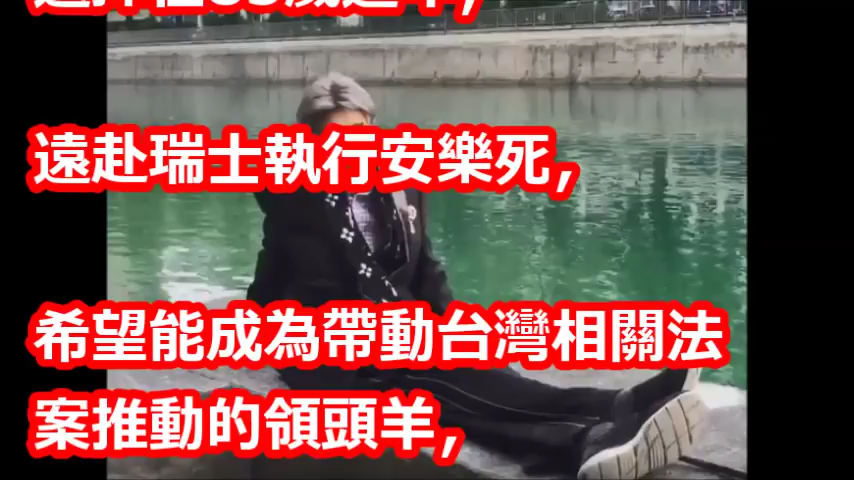 遠赴瑞士執行安樂死,
希望能成為帶動台灣相關法
案推動的領頭羊,